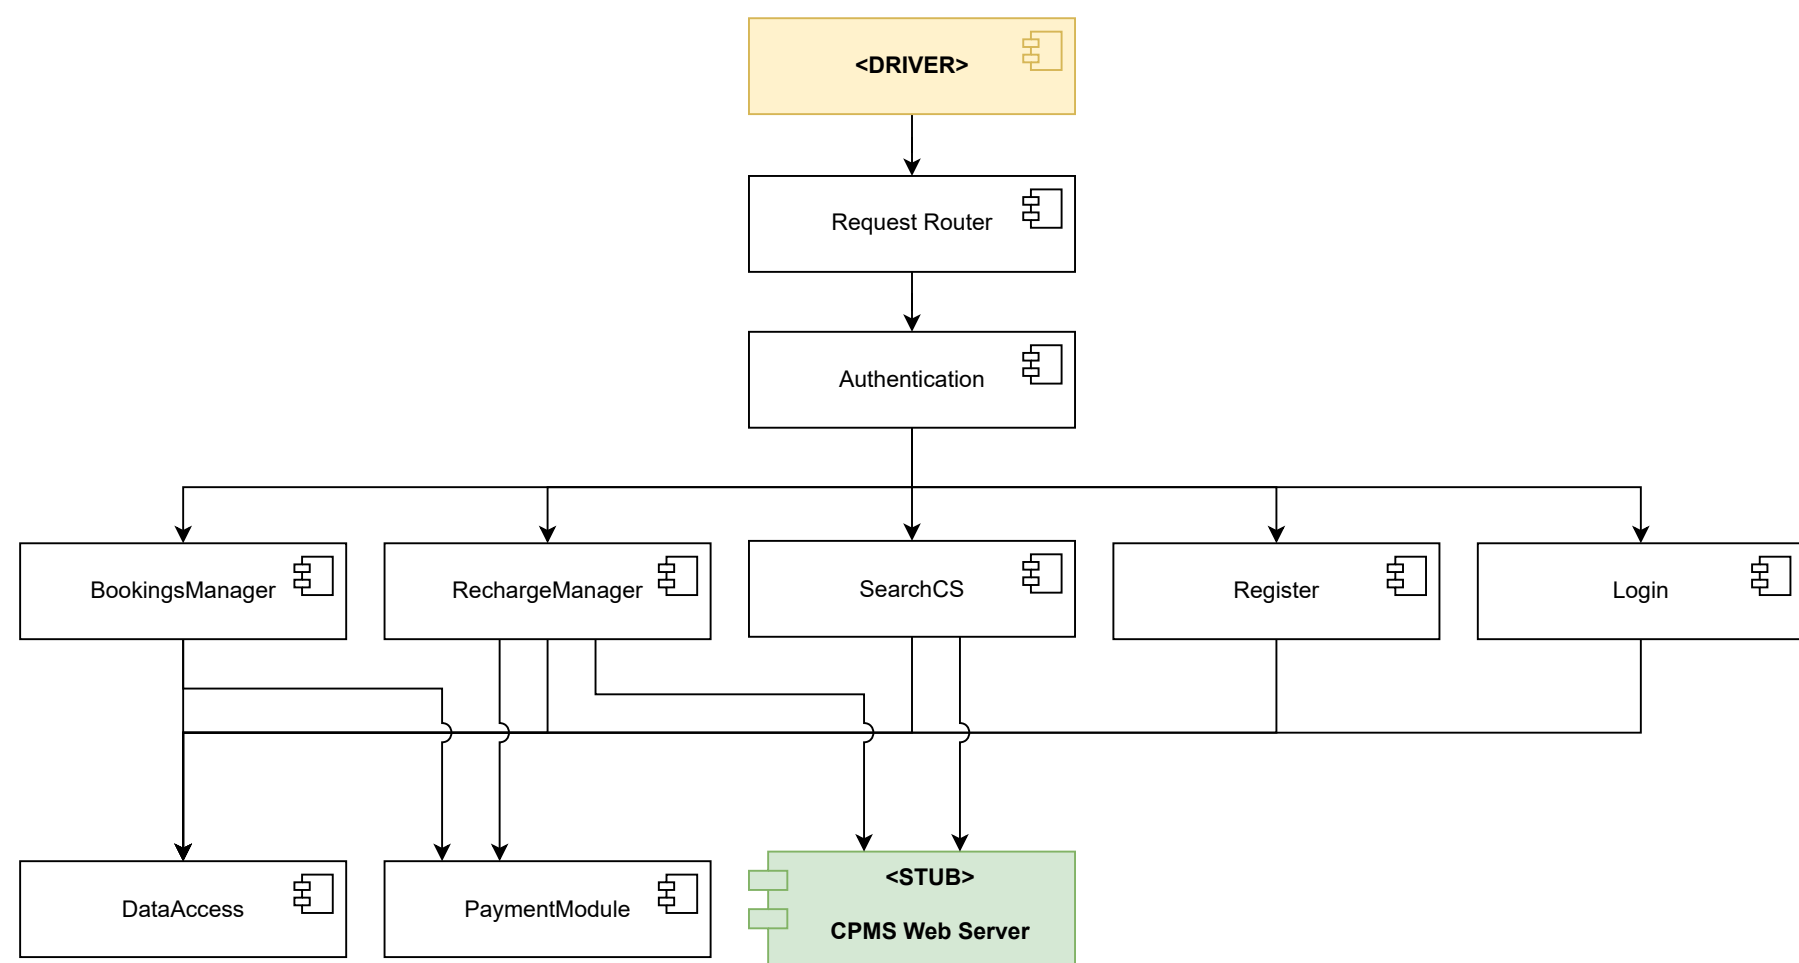 <DRIVER>
Request Router
Authentication
BookingsManager
RechargeManager
SearchCS
Register
Login
DataAccess
PaymentModule
<STUB>
CPMS Web Server